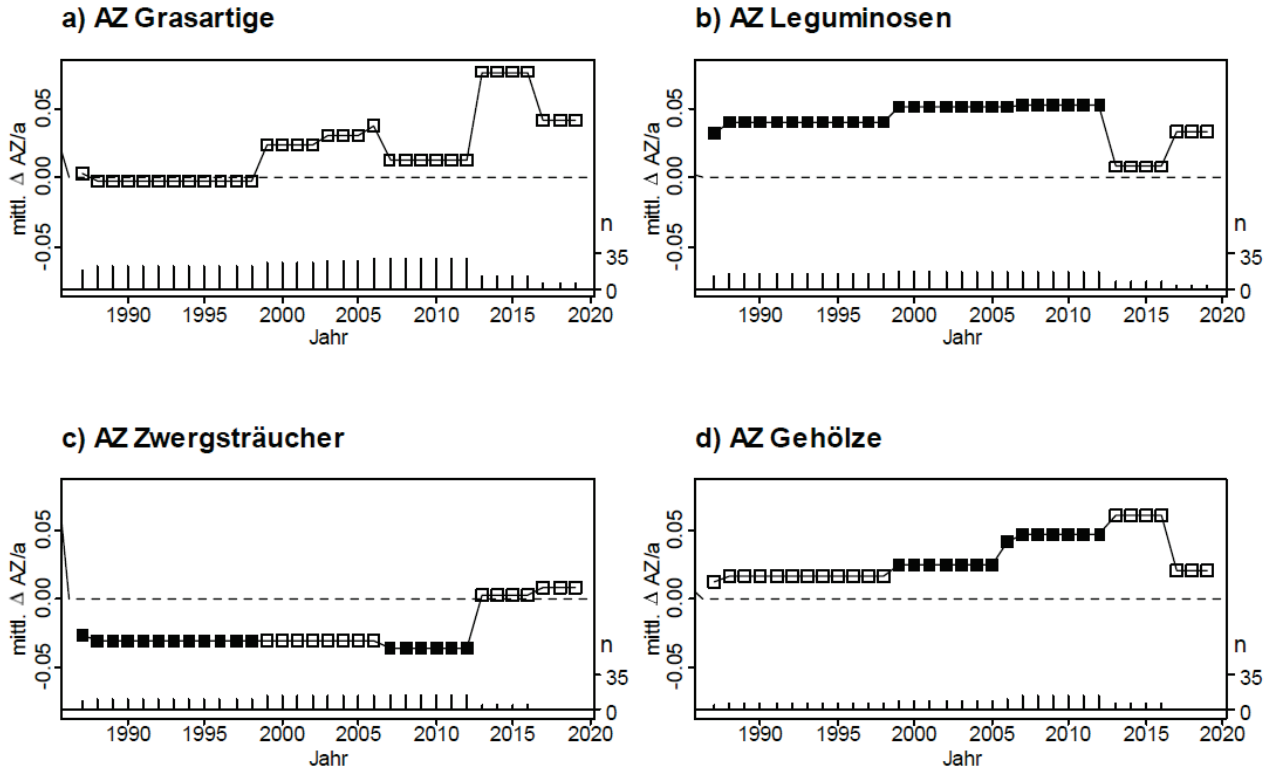 a) AZ Grasartige
mittl. Δ AZ/a
0.05
0.00
-0.05
n
35
0
1990 1995 2000 2005 2010 2015 2020
Jahr
b) AZ Leguminosen
mittl. Δ AZ/a
0.05
0.00
-0.05
n
35
0
1990 1995 2000 2005 2010 2015 2020
Jahr
c) AZ Zwergsträucher
mittl. Δ AZ/a
0.05
0.00
-0.05
n
35
0
1990 1995 2000 2005 2010 2015 2020
Jahr
d) AZ Gehölze
mittl. Δ AZ/a
0.05
0.00
-0.05
n
35
0
1990 1995 2000 2005 2010 2015 2020
Jahr